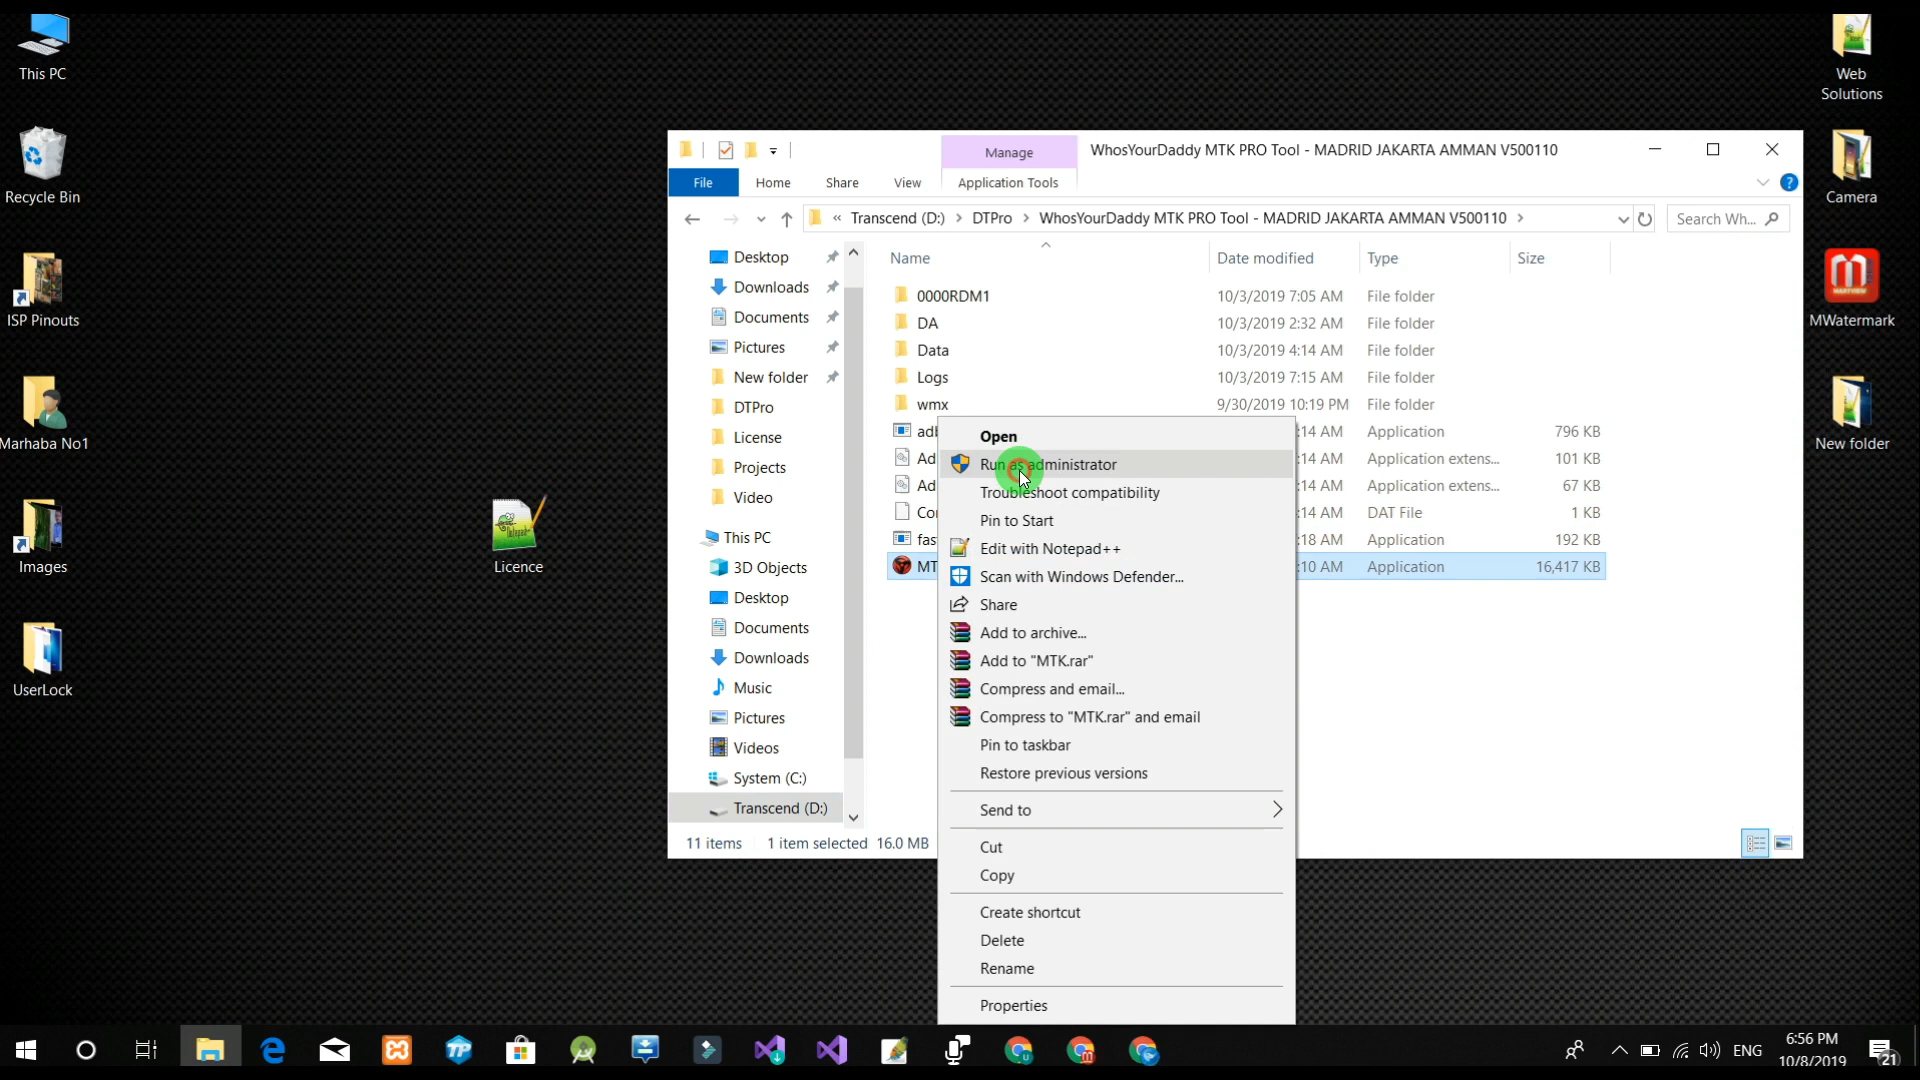 This PC
Recycle Bin
ISP Pinouts
Marhaba No1
Images
UserLock
Licence
Web
Solutions
Camera
MWatermark
New folder
Manage
WhosYourDaddy MTK PRO Tool - MADRID JAKARTA AMMAN V500110
File
Home
Share
View
Application Tools
« Transcend (D:) > DTPro > WhosYourDaddy MTK PRO Tool - MADRID JAKARTA AMMAN V500110 >
Search Wh...
Desktop
Downloads
Documents
Pictures
New folder
DTPro
License
Projects
Video
This PC
3D Objects
Desktop
Documents
Downloads
Music
Pictures
Videos
System (C:)
Transcend (D:)
Name Date modified Type Size
0000RDM1 10/3/2019 7:05 AM File folder
DA 10/3/2019 2:32 AM File folder
Data 10/3/2019 4:14 AM File folder
Logs 10/3/2019 7:15 AM File folder
wmx 9/30/2019 10:19 PM File folder
:14 AM Application 796 KB
Ad :14 AM Application extens... 101 KB
Ad :14 AM Application extens... 67 KB
:14 AM DAT File 1 KB
:18 AM Application 192 KB
MT :10 AM Application 16,417 KB
Open
Run as administrator
Troubleshoot compatibility
Pin to Start
Edit with Notepad++
Scan with Windows Defender...
Share
Add to archive...
Add to "MTK.rar"
Compress and email...
Compress to "MTK.rar" and email
Pin to taskbar
Restore previous versions
Send to
Cut
Copy
Create shortcut
Delete
Rename
Properties
11 items 1 item selected 16.0 MB
ENG
6:56 PM
10/8/2019
21